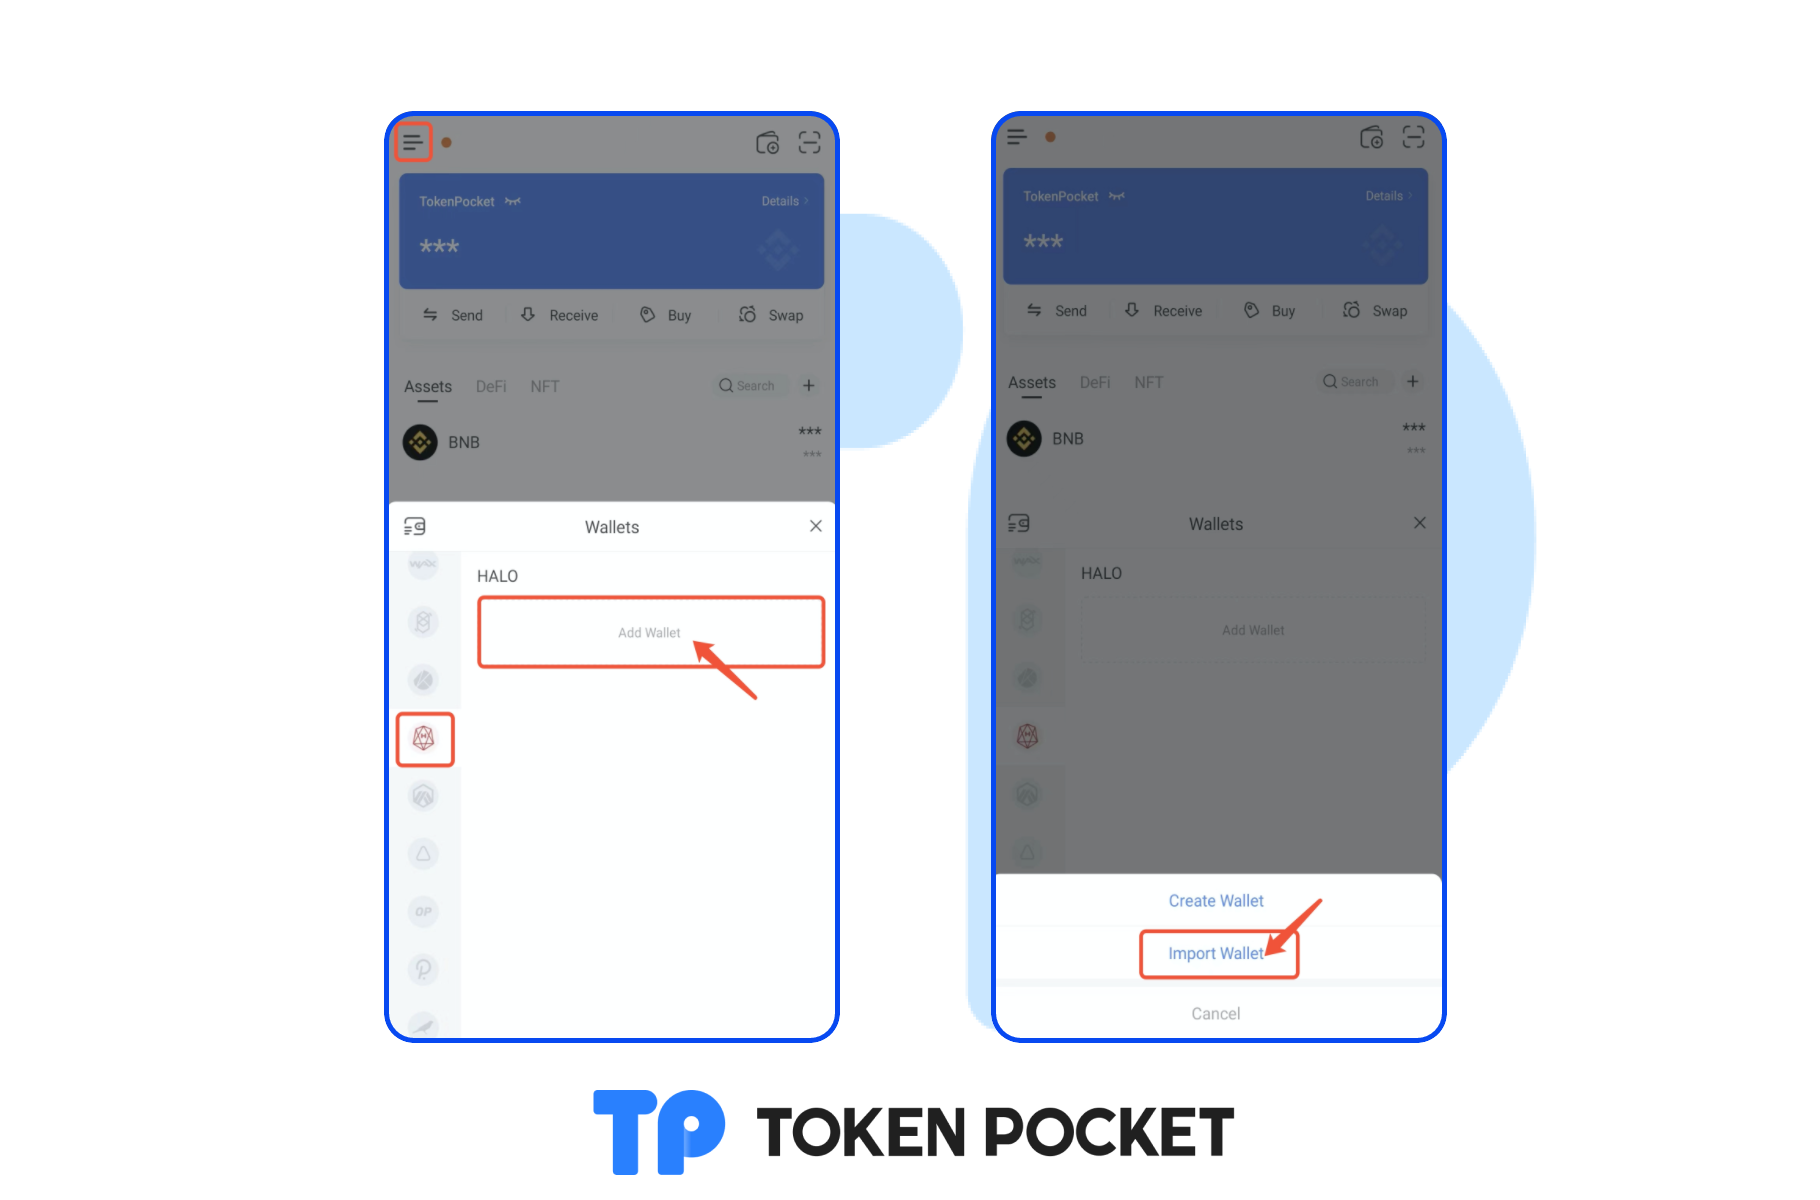 TokenPocket
Details >
***
Send
Receive
Buy
Swap
Assets
DeFi
NFT
Search
+
BNB
***
***
Wallets
HALO
Add Wallet
OP
TokenPocket
Details >
***
Send
Receive
Buy
Swap
Assets
DeFi
NFT
Search
+
BNB
***
***
Wallets
HALO
Add Wallet
Create Wallet
Import Wallet
Cancel
TP TOKEN POCKET